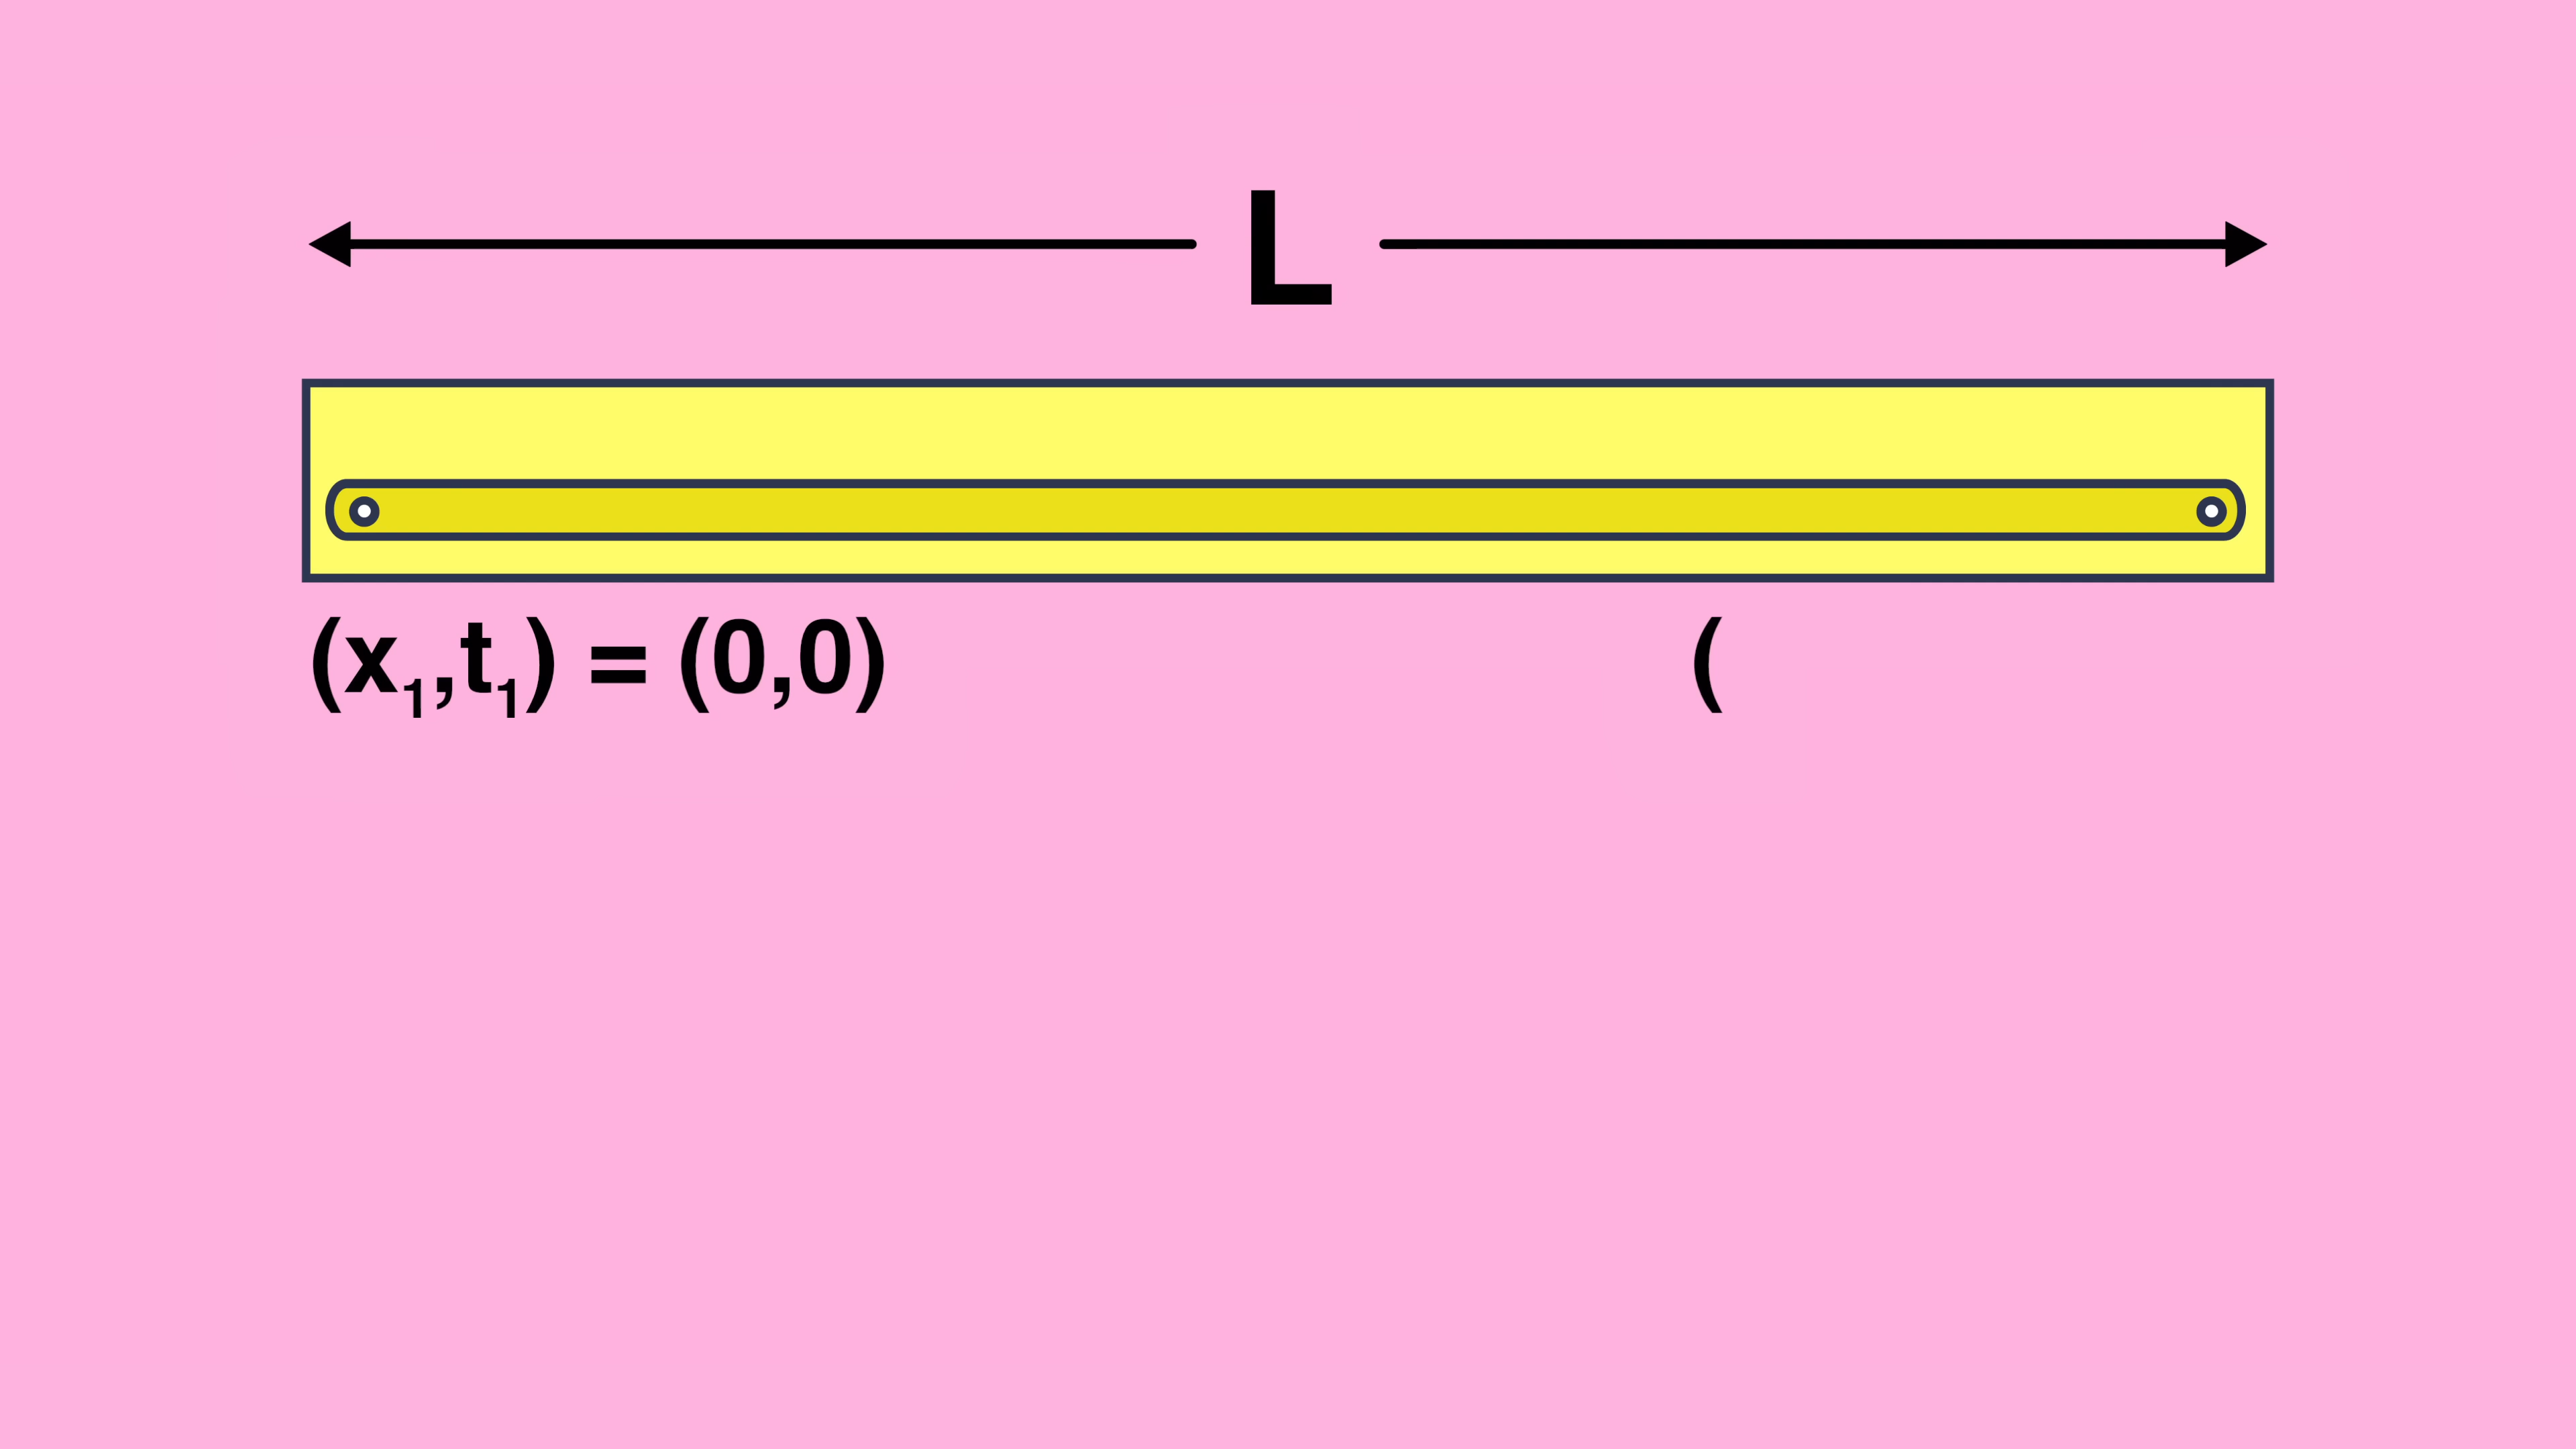 L
(x₁,t₁) = (0,0) (